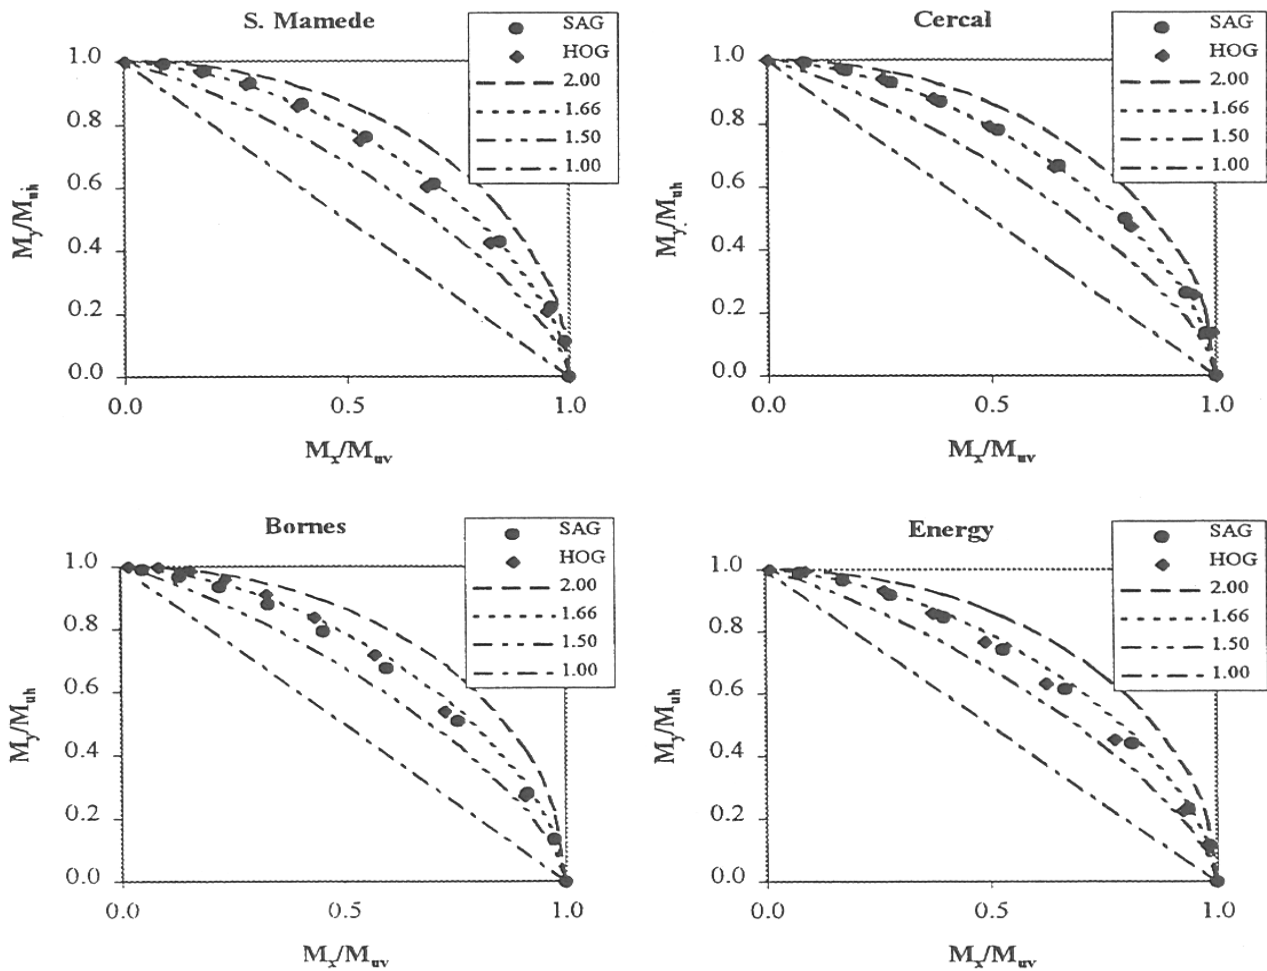 S. Mamede
SAG
HOG
2.00
1.66
1.50
1.00
1.0
0.8
0.6
0.4
0.2
0.0
0.0 0.5 1.0
My/Muh
Mx/Muv
Cercal
SAG
HOG
2.00
1.66
1.50
1.00
1.0
0.8
0.6
0.4
0.2
0.0
0.0 0.5 1.0
My/Muh
Mx/Muv
Bornes
SAG
HOG
2.00
1.66
1.50
1.00
1.0
0.8
0.6
0.4
0.2
0.0
0.0 0.5 1.0
My/Muh
Mx/Muv
Energy
SAG
HOG
2.00
1.66
1.50
1.00
1.0
0.8
0.6
0.4
0.2
0.0
0.0 0.5 1.0
My/Muh
Mx/Muv